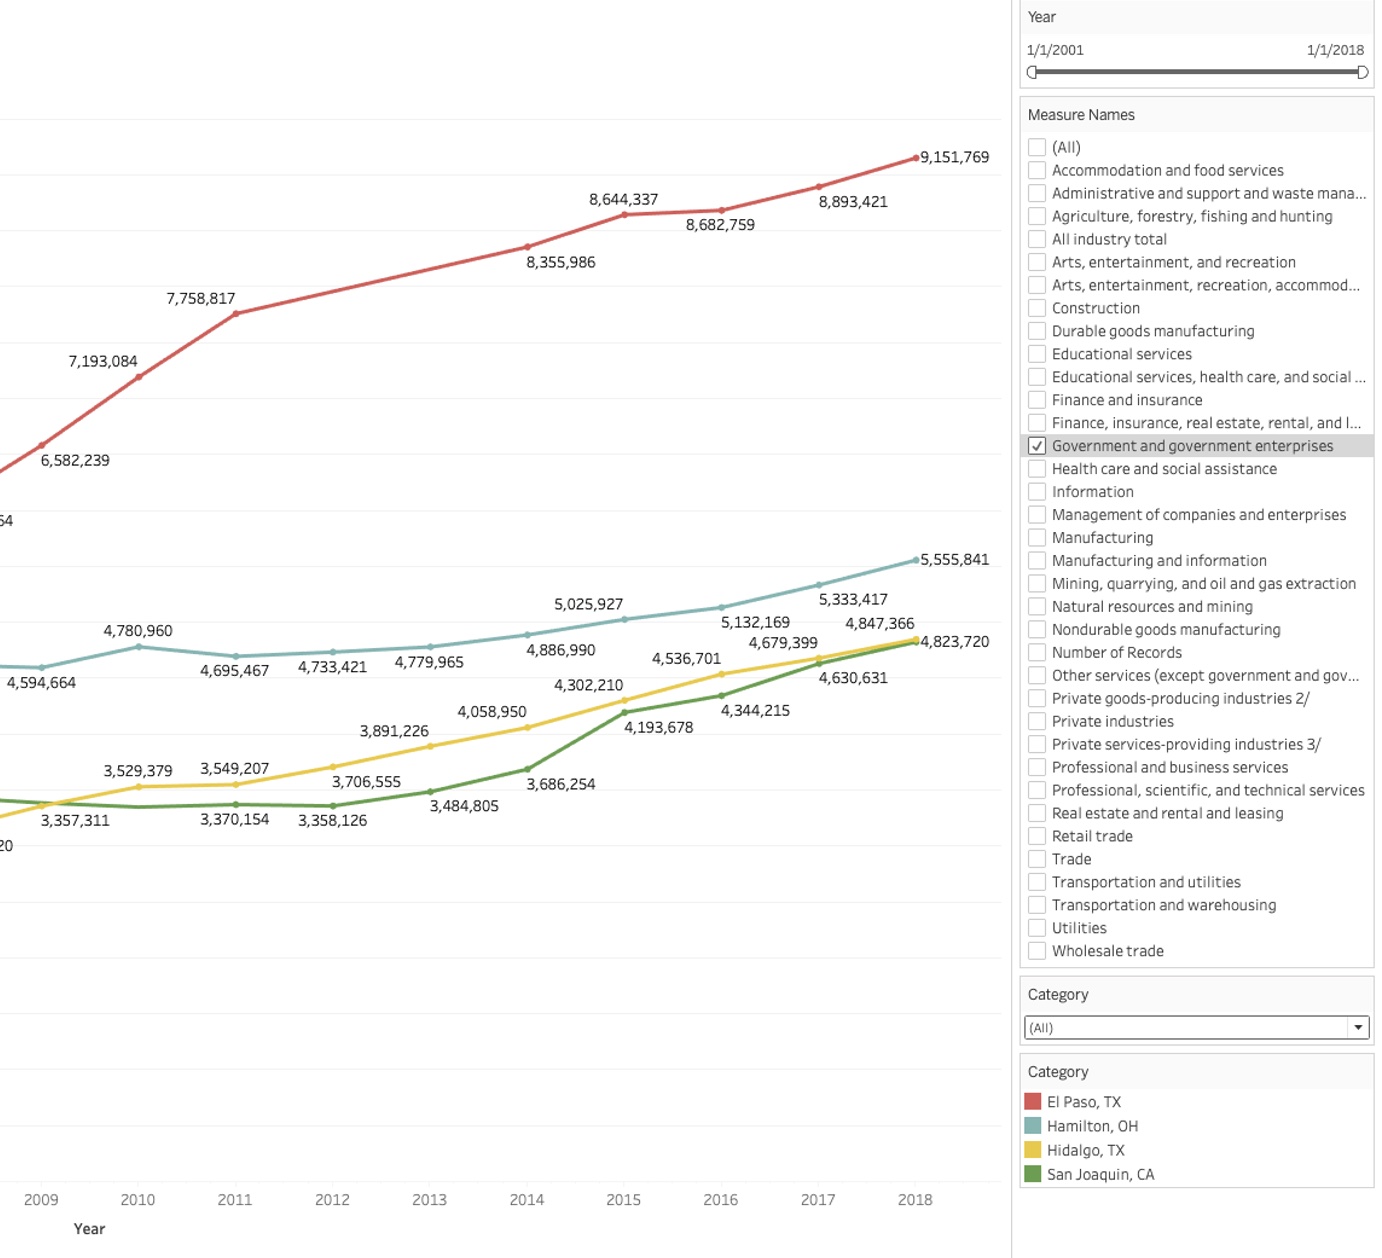 Year
1/1/2001 1/1/2018
Measure Names
(All)
Accommodation and food services
Administrative and support and waste mana...
Agriculture, forestry, fishing and hunting
All industry total
Arts, entertainment, and recreation
Arts, entertainment, recreation, accommod...
Construction
Durable goods manufacturing
Educational services
Educational services, health care, and social ...
Finance and insurance
Finance, insurance, real estate, rental, and l...
Government and government enterprises
Health care and social assistance
Information
Management of companies and enterprises
Manufacturing
Manufacturing and information
Mining, quarrying, and oil and gas extraction
Natural resources and mining
Nondurable goods manufacturing
Number of Records
Other services (except government and gov...
Private goods-producing industries 2/
Private industries
Private services-providing industries 3/
Professional and business services
Professional, scientific, and technical services
Real estate and rental and leasing
Retail trade
Trade
Transportation and utilities
Transportation and warehousing
Utilities
Wholesale trade
Category
(All)
Category
El Paso, TX
Hamilton, OH
Hidalgo, TX
San Joaquin, CA
9,151,769
8,644,337
8,893,421
8,682,759
8,355,986
7,758,817
7,193,084
6,582,239
54
5,555,841
5,025,927
5,333,417
5,132,169
4,847,366
4,780,960
4,679,399
4,823,720
4,886,990
4,536,701
4,779,965
4,733,421
4,695,467
4,594,664
4,630,631
4,302,210
4,058,950
4,344,215
4,193,678
3,891,226
3,529,379
3,549,207
3,706,555
3,686,254
3,484,805
3,357,311
3,370,154
3,358,126
20
2009 2010 2011 2012 2013 2014 2015 2016 2017 2018
Year